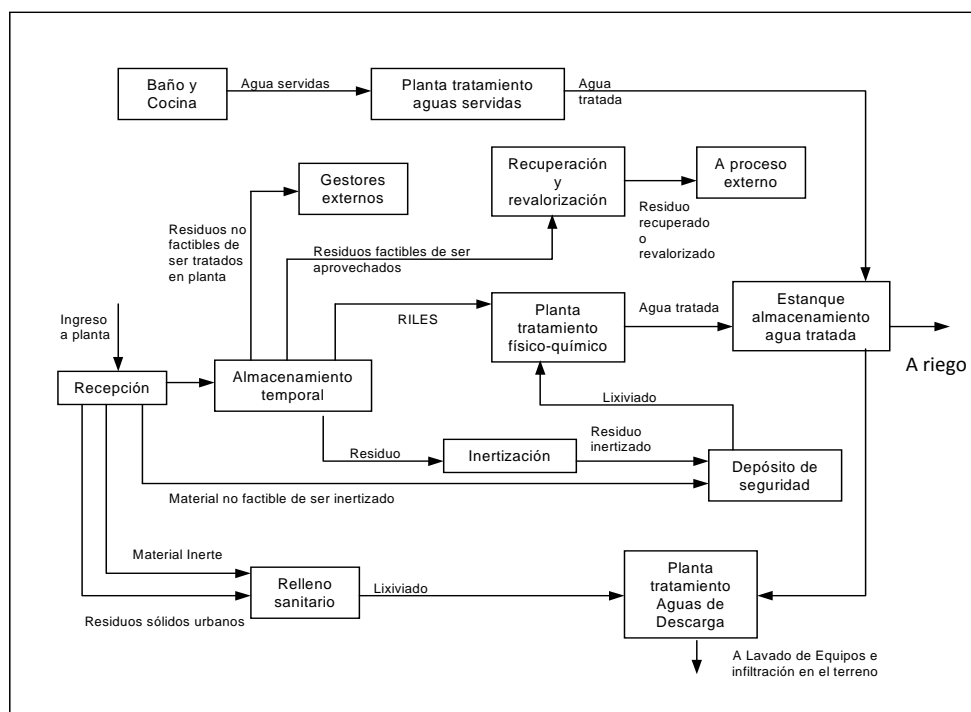 Baño y
Cocina
Agua servidas
Planta tratamiento
aguas servidas
Agua
tratada
Gestores
externos
Recuperación
y
revalorización
A proceso
externo
Residuos no
factibles de
ser tratados
en planta
Residuos factibles de ser
aprovechados
Residuo
recuperado
o
revalorizado
Ingreso
a planta
RILES
Planta
tratamiento
físico-químico
Agua tratada
Estanque
almacenamiento
agua tratada
A riego
Recepción
Almacenamiento
temporal
Lixiviado
Residuo
Inertización
Residuo
inertizado
Depósito de
seguridad
Material no factible de ser inertizado
Material Inerte
Relleno
sanitario
Lixiviado
Planta
tratamiento
Aguas de
Descarga
Residuos sólidos urbanos
A Lavado de Equipos e
infiltración en el terreno